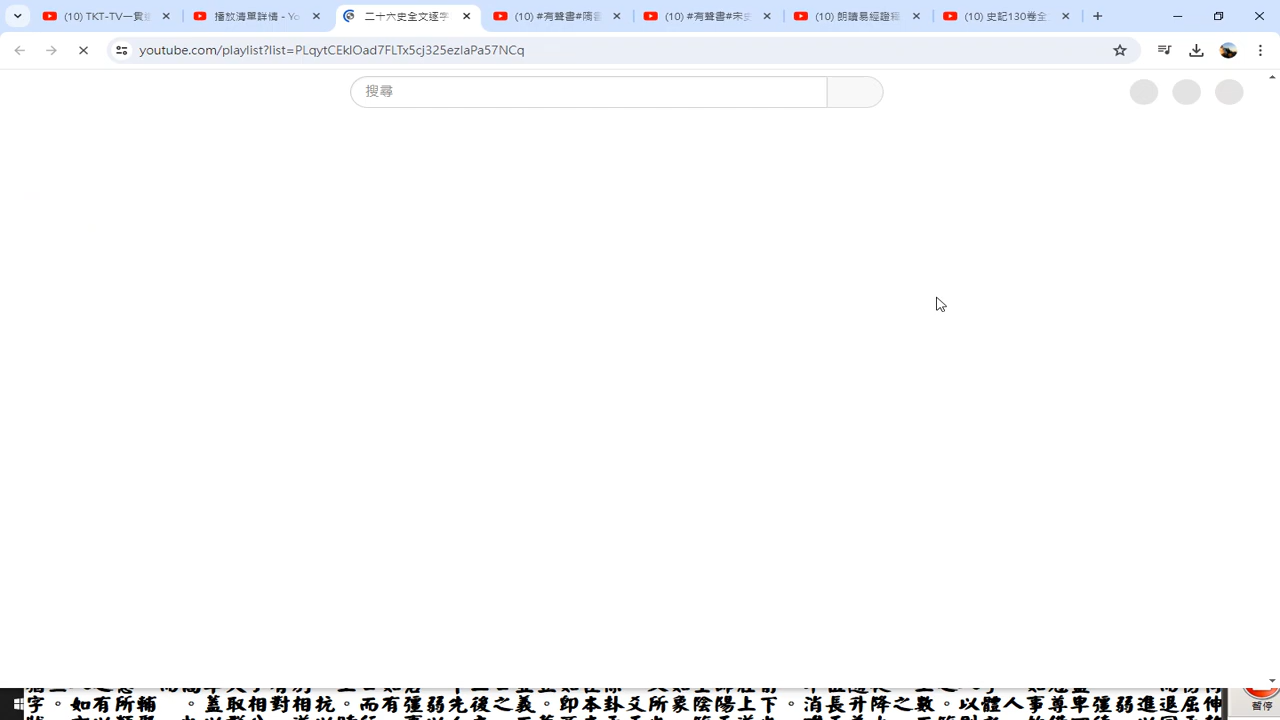 (10) TKT-TV一貫
播放清單詳情 - Yo
二十六史全文逐字
(10) #有聲書#隋
(10) #有聲書#宋
(10) 朗讀易經證釋
(10) 史記130卷全
youtube.com/playlist?list=PLqytCEklOad7FLTx5cj325ezlaPa57NCq
搜尋
字。如有所輔 。蓋取相對相抗。而有彊弱先後之義。即本卦爻所象陰陽上下。消長升降之數。以體人事尊卑彊弱進退屈伸
暫停